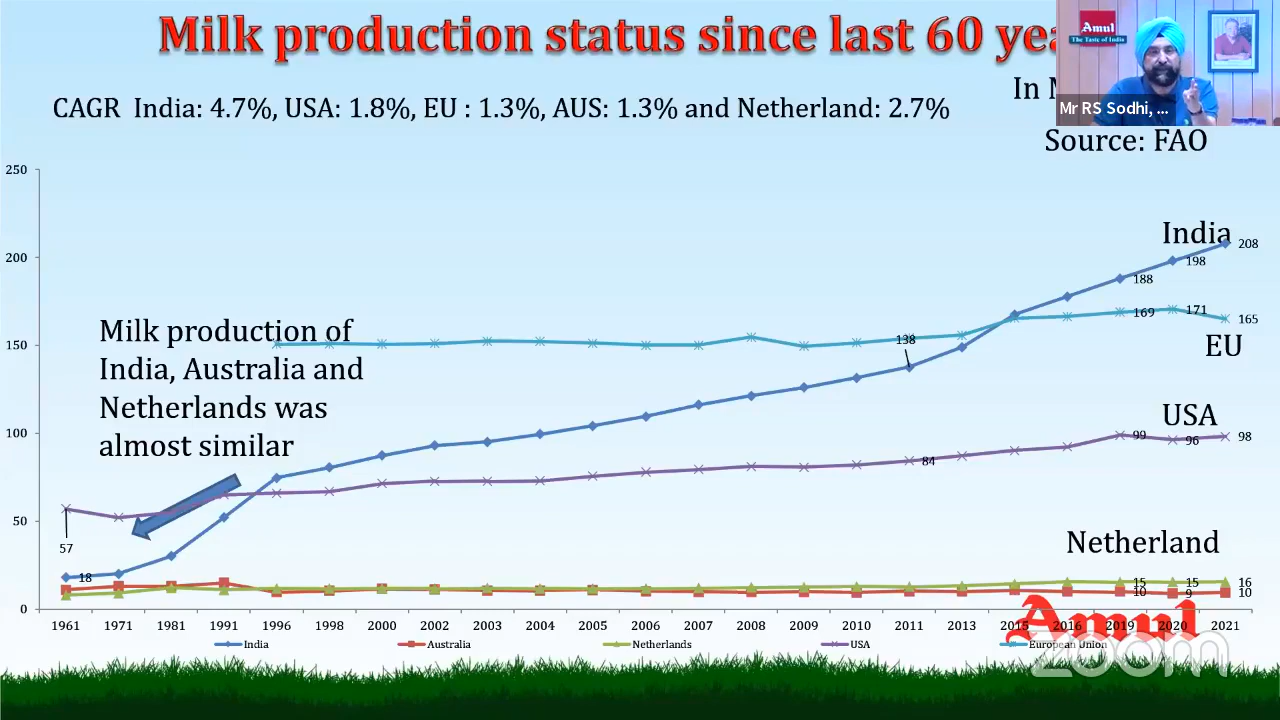 Milk production status since last 60
Amul
The Taste of India
Mr RS Sodhi, ...
CAGR India: 4.7%, USA: 1.8%, EU : 1.3%, AUS: 1.3% and Netherland: 2.7%
In
Source: FAO
250
200
150
100
50
0
Milk production of
India, Australia and
Netherlands was
almost similar
India
208
198
188
169
171
165
138
EU
USA
99
96
98
84
57
18
Netherland
15
15
16
10
9
10
1961 1971 1981 1991 1996 2000 2002 2003 2004 2005 2006 2007 2008 2009 2010 2011 2013 2015 2016 2019 2020 2021
India Australia Netherlands USA European Union
Amul
zoom